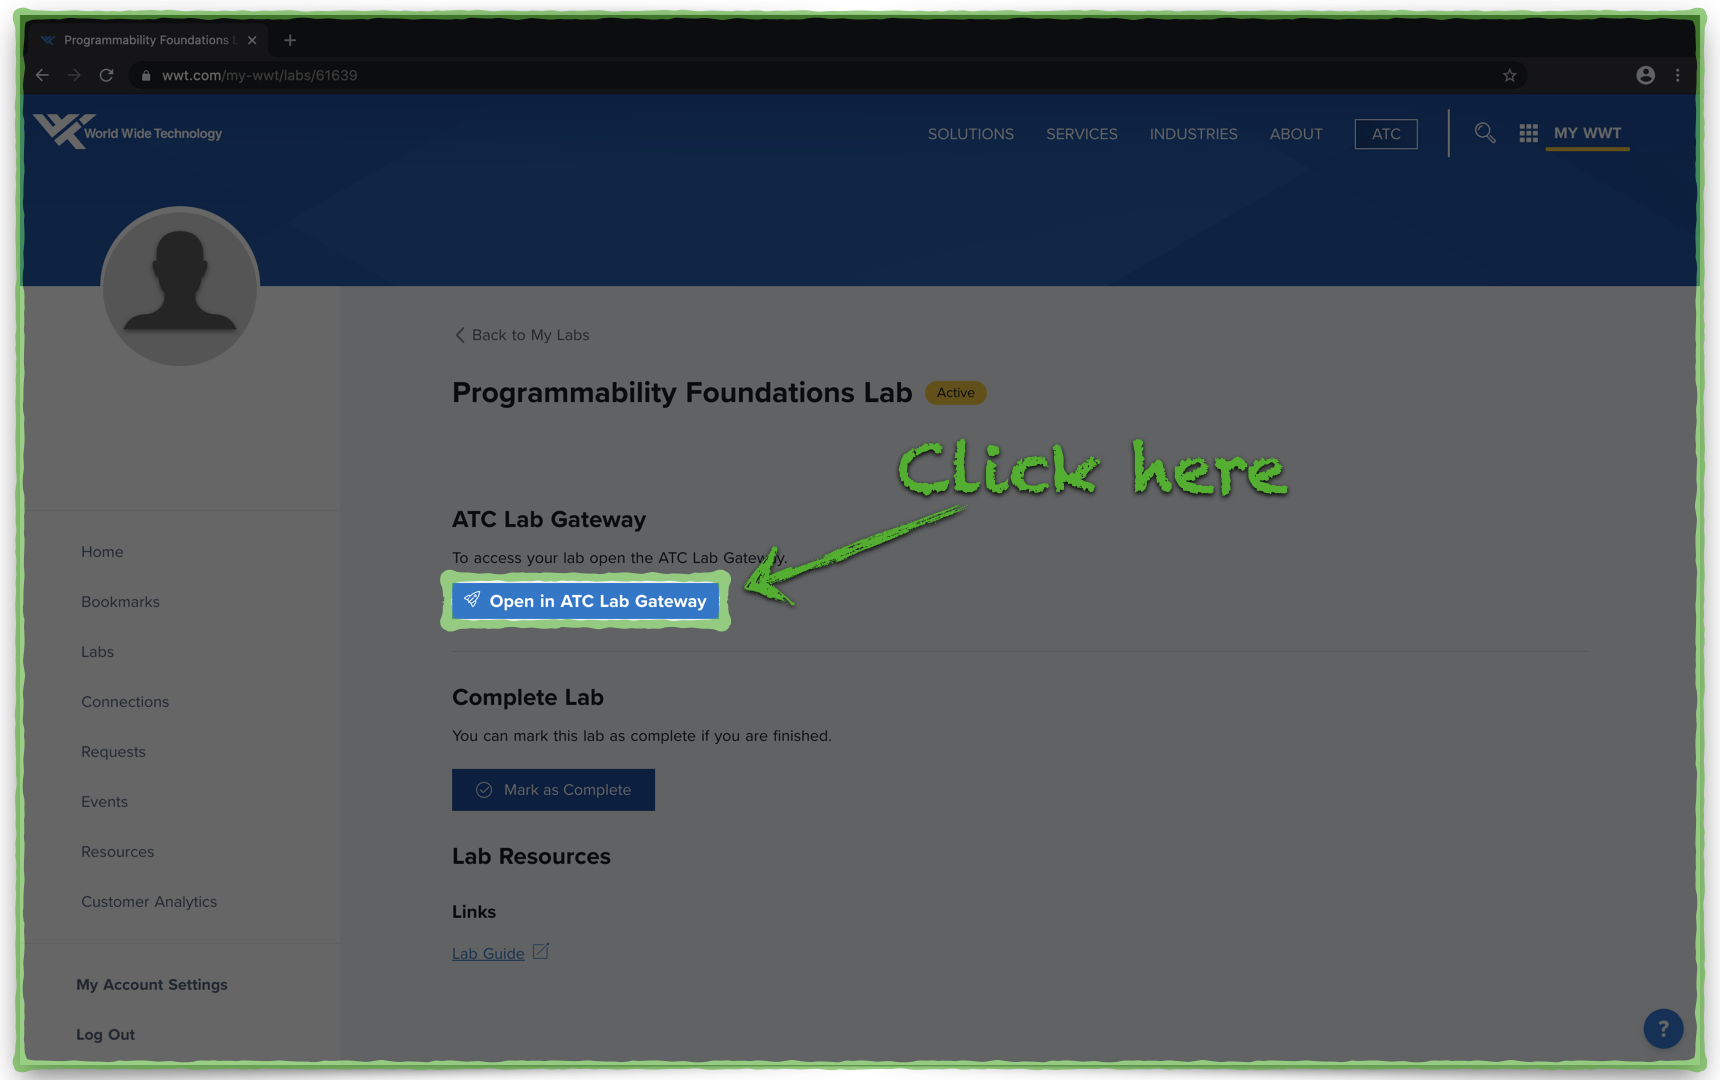 Programmability Foundations L
wwt.com/my-wwt/labs/61639
World Wide Technology
SOLUTIONS
SERVICES
INDUSTRIES
ABOUT
ATC
MY WWT
Back to My Labs
Programmability Foundations Lab
Active
Click here
ATC Lab Gateway
To access your lab open the ATC Lab Gateway.
Open in ATC Lab Gateway
Complete Lab
You can mark this lab as complete if you are finished.
Mark as Complete
Lab Resources
Links
Lab Guide
Home
Bookmarks
Labs
Connections
Requests
Events
Resources
Customer Analytics
My Account Settings
Log Out
?